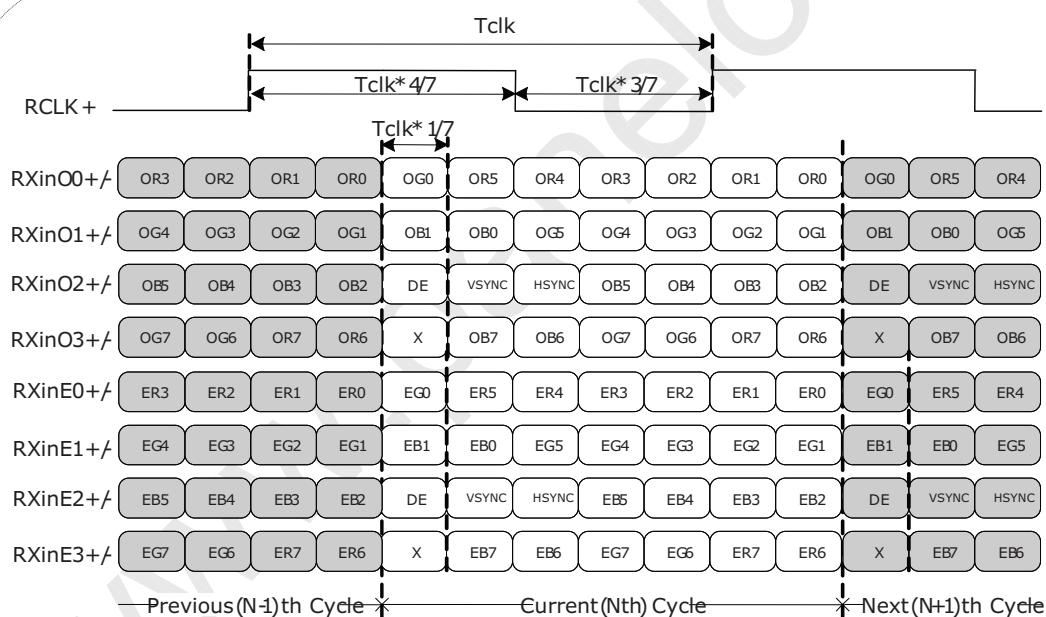 Tclk
Tclk* 4/7 Tclk* 3/7
RCLK +
Tclk* 1/7
RXinO0+/- OR3 OR2 OR1 OR0 OG0 OR5 OR4 OR3 OR2 OR1 OR0 OG0 OR5 OR4
RXinO1+/- OG4 OG3 OG2 OG1 OB1 OB0 OG5 OG4 OG3 OG2 OG1 OB1 OB0 OG5
RXinO2+/- OB5 OB4 OB3 OB2 DE VSYNC HSYNC OB5 OB4 OB3 OB2 DE VSYNC HSYNC
RXinO3+/- OG7 OG6 OR7 OR6 X OB7 OB6 OG7 OG6 OR7 OR6 X OB7 OB6
RXinE0+/- ER3 ER2 ER1 ER0 EG0 ER5 ER4 ER3 ER2 ER1 ER0 EG0 ER5 ER4
RXinE1+/- EG4 EG3 EG2 EG1 EB1 EB0 EG5 EG4 EG3 EG2 EG1 EB1 EB0 EG5
RXinE2+/- EB5 EB4 EB3 EB2 DE VSYNC HSYNC EB5 EB4 EB3 EB2 DE VSYNC HSYNC
RXinE3+/- EG7 EG6 ER7 ER6 X EB7 EB6 EG7 EG6 ER7 ER6 X EB7 EB6
Previous(N-1)th Cycle Current(Nth) Cycle Next(N+1)th Cycle